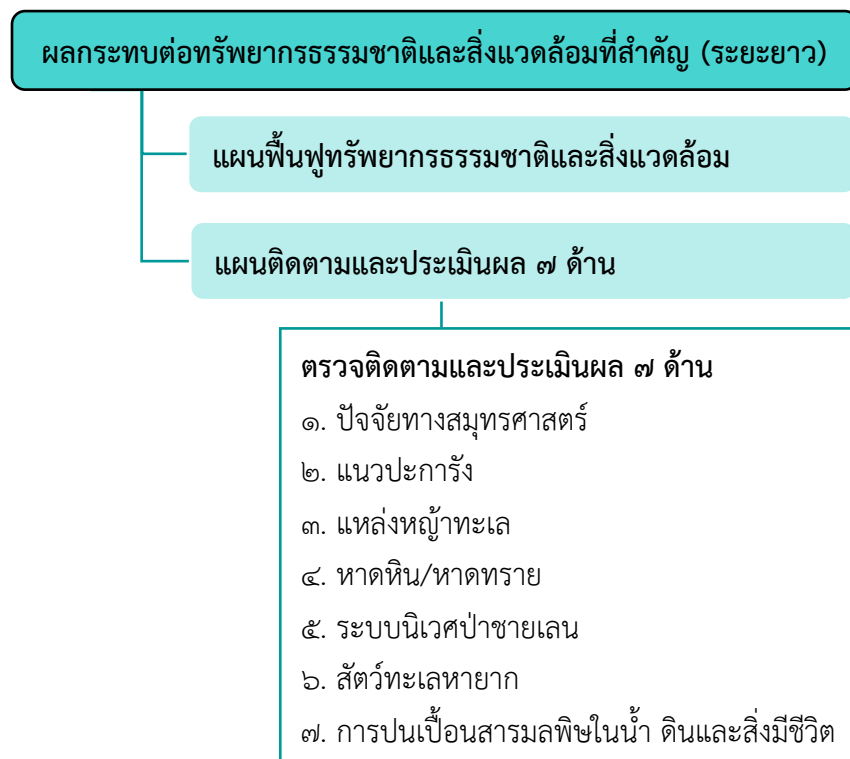 ผลกระทบต่อทรัพยากรธรรมชาติและสิ่งแวดล้อมที่สำคัญ (ระยะยาว)
แผนฟื้นฟูทรัพยากรธรรมชาติและสิ่งแวดล้อม
แผนติดตามและประเมินผล ๗ ด้าน
ตรวจติดตามและประเมินผล ๗ ด้าน
๑. ปัจจัยทางสมุทรศาสตร์
๒. แนวปะการัง
๓. แหล่งหญ้าทะเล
๔. หาดหิน/หาดทราย
๕. ระบบนิเวศป่าชายเลน
๖. สัตว์ทะเลหายาก
๗. การปนเปื้อนสารมลพิษในน้ำ ดินและสิ่งมีชีวิต